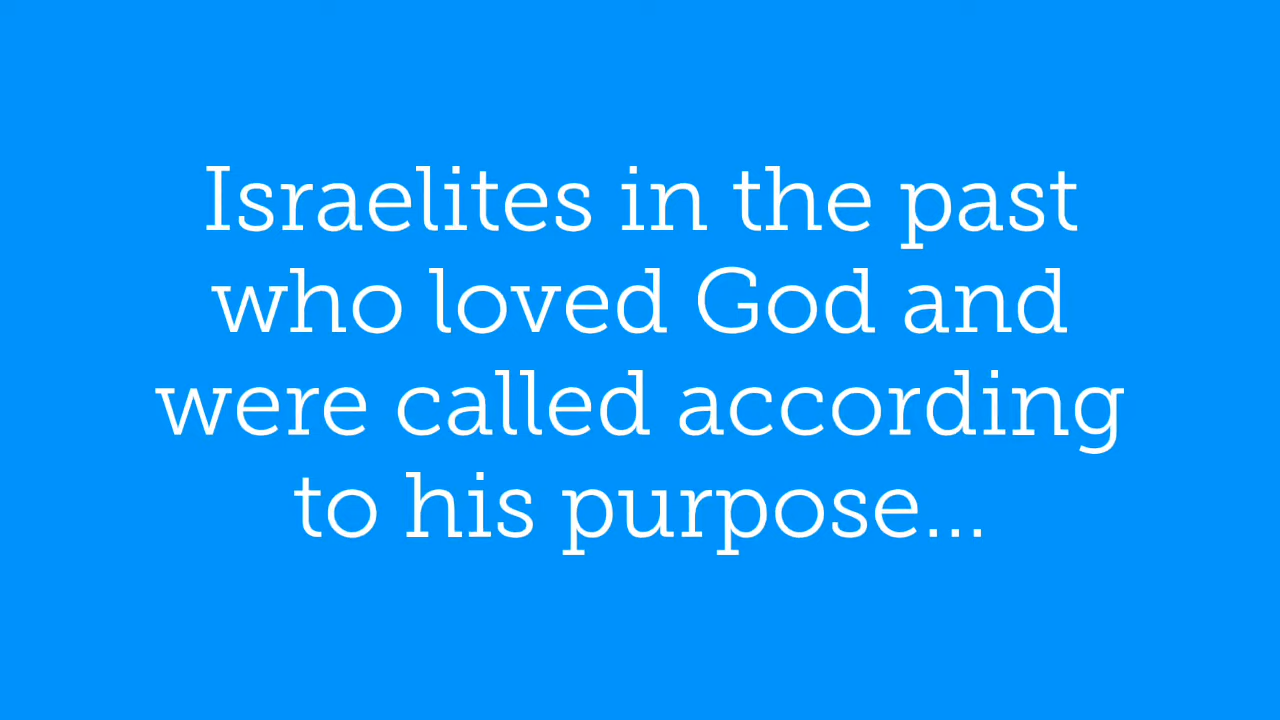 Israelites in the past
who loved God and
were called according
to his purpose...